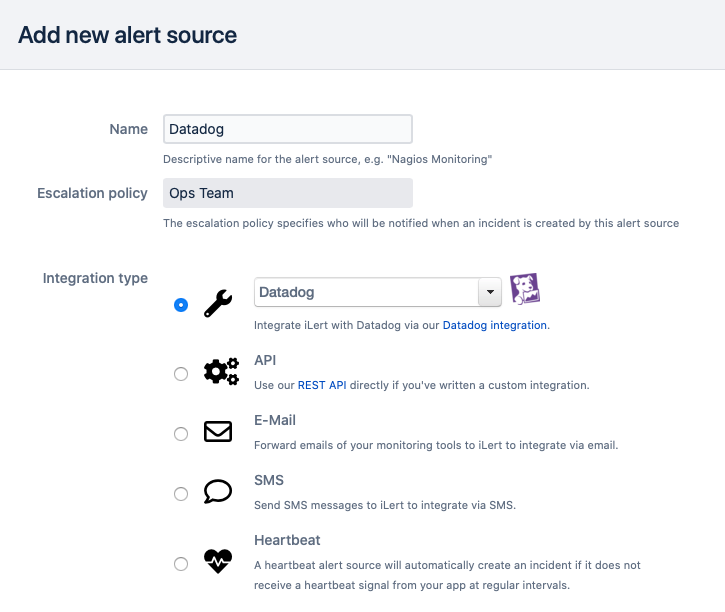 Add new alert source
Name
Datadog
Descriptive name for the alert source, e.g. "Nagios Monitoring"
Escalation policy
Ops Team
The escalation policy specifies who will be notified when an incident is created by this alert source
Integration type
Datadog
Integrate iLert with Datadog via our Datadog integration.
API
Use our REST API directly if you've written a custom integration.
E-Mail
Forward emails of your monitoring tools to iLert to integrate via email.
SMS
Send SMS messages to iLert to integrate via SMS.
Heartbeat
A heartbeat alert source will automatically create an incident if it does not
receive a heartbeat signal from your app at regular intervals.